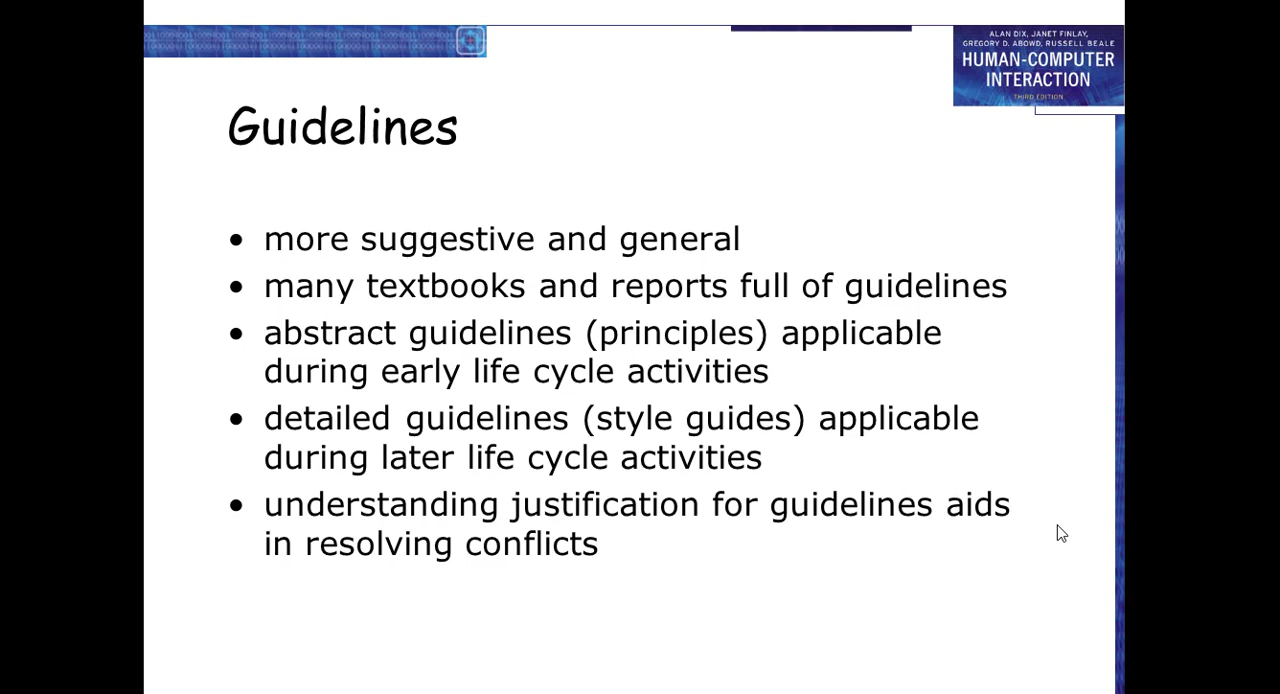 ALAN DIX, JANET FINLAY,
GREGORY D. ABOWD, RUSSELL BEALE
HUMAN-COMPUTER
INTERACTION
THIRD EDITION
Guidelines
• more suggestive and general
• many textbooks and reports full of guidelines
• abstract guidelines (principles) applicable
during early life cycle activities
• detailed guidelines (style guides) applicable
during later life cycle activities
• understanding justification for guidelines aids
in resolving conflicts